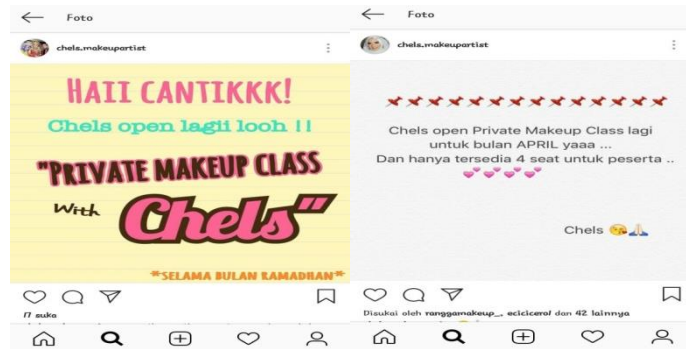 Foto
chels.makeupartist
HAII CANTIKKK!
Chels open lagii looh !!
"PRIVATE MAKEUP CLASS
With Chels"
*SELAMA BULAN RAMADHAN*
17 suka
Foto
chels.makeupartist
Chels open Private Makeup Class lagi
untuk bulan APRIL yaaa ...
Dan hanya tersedia 4 seat untuk peserta ..
Chels
Disukai oleh ranggamakeup_, ecicicerol dan 42 lainnya